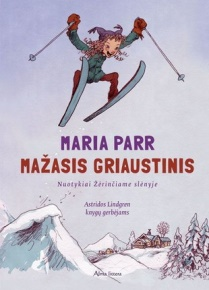 MARIA PARR
MAŽASIS GRIAUSTINIS
Nuotykiai Žėrinčiame slėnyje
Astridos Lindgren
knygų gerbėjams
Alma littera